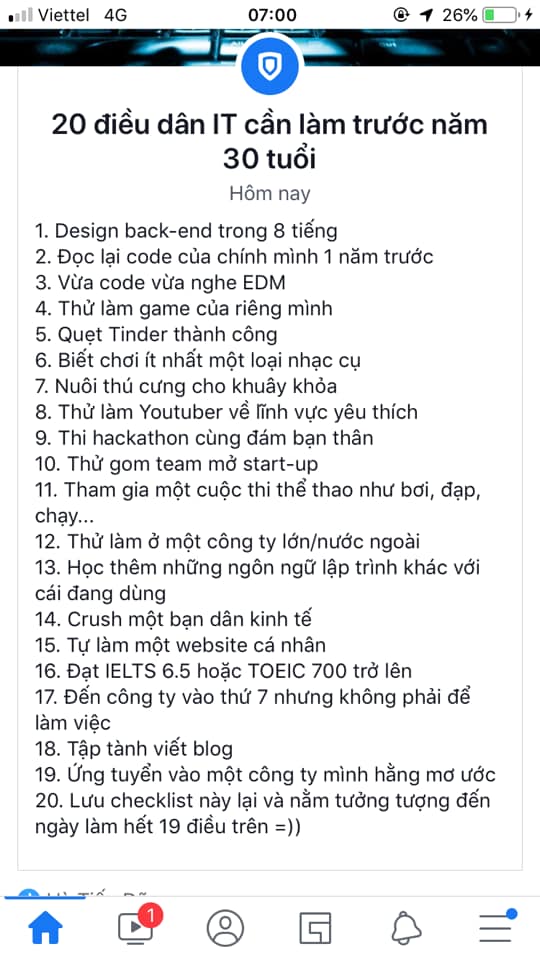 Viettel 4G 07:00 26%
20 điều dân IT cần làm trước năm
30 tuổi
Hôm nay
1. Design back-end trong 8 tiếng
2. Đọc lại code của chính mình 1 năm trước
3. Vừa code vừa nghe EDM
4. Thử làm game của riêng mình
5. Quẹt Tinder thành công
6. Biết chơi ít nhất một loại nhạc cụ
7. Nuôi thú cưng cho khuây khỏa
8. Thử làm Youtuber về lĩnh vực yêu thích
9. Thi hackathon cùng đám bạn thân
10. Thử gom team mở start-up
11. Tham gia một cuộc thi thể thao như bơi, đạp,
chạy...
12. Thử làm ở một công ty lớn/nước ngoài
13. Học thêm những ngôn ngữ lập trình khác với
cái đang dùng
14. Crush một bạn dân kinh tế
15. Tự làm một website cá nhân
16. Đạt IELTS 6.5 hoặc TOEIC 700 trở lên
17. Đến công ty vào thứ 7 nhưng không phải để
làm việc
18. Tập tành viết blog
19. Ứng tuyển vào một công ty mình hằng mơ ước
20. Lưu checklist này lại và nằm tưởng tượng đến
ngày làm hết 19 điều trên =))
1